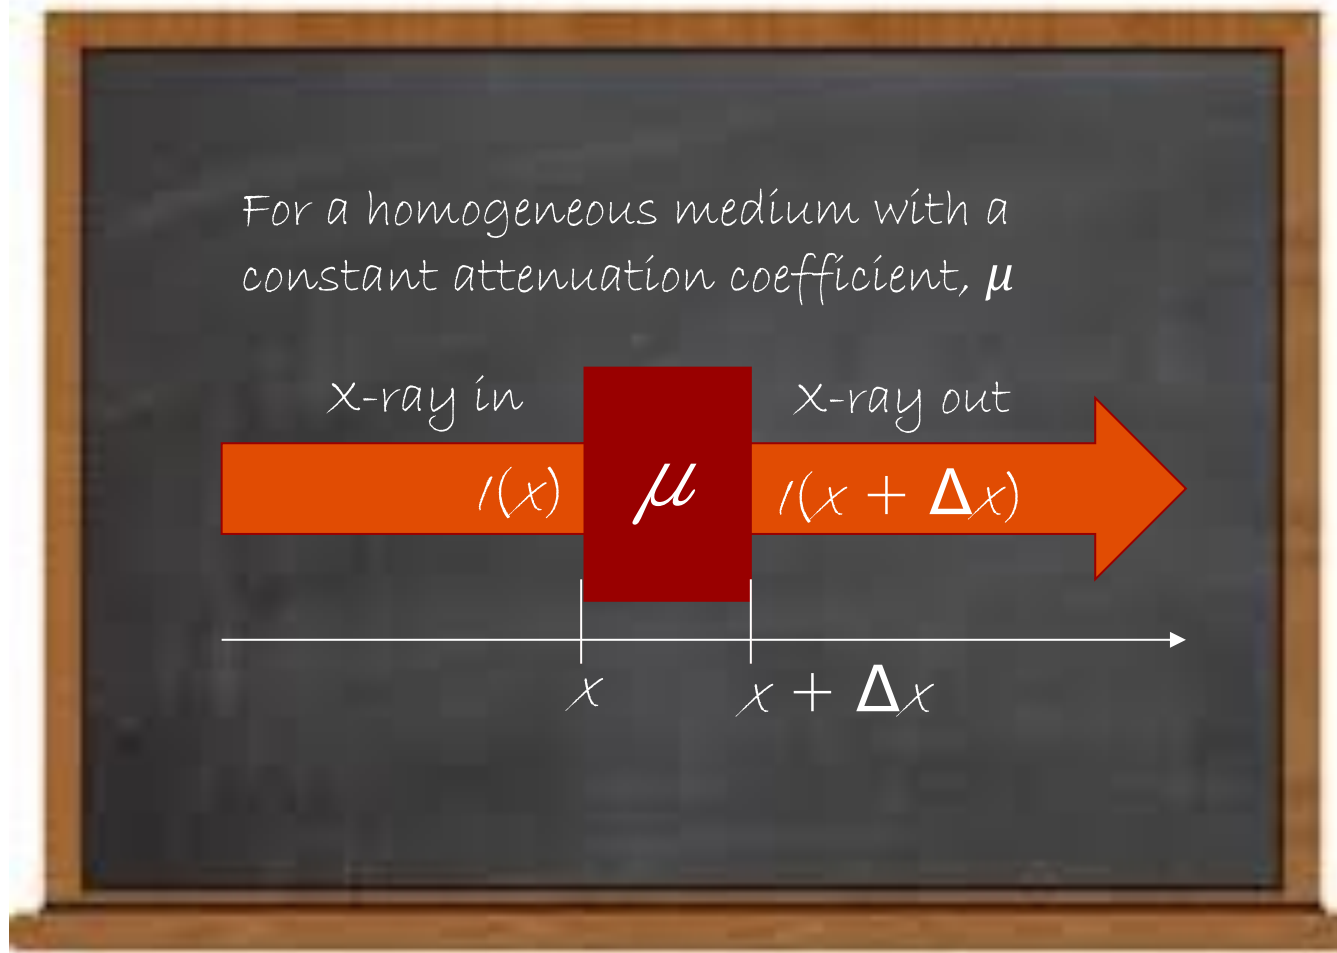 For a homogeneous medium with a
constant attenuation coefficient, μ
X-ray in
X-ray out
I(x)
μ
I(x + Δx)
x
x + Δx